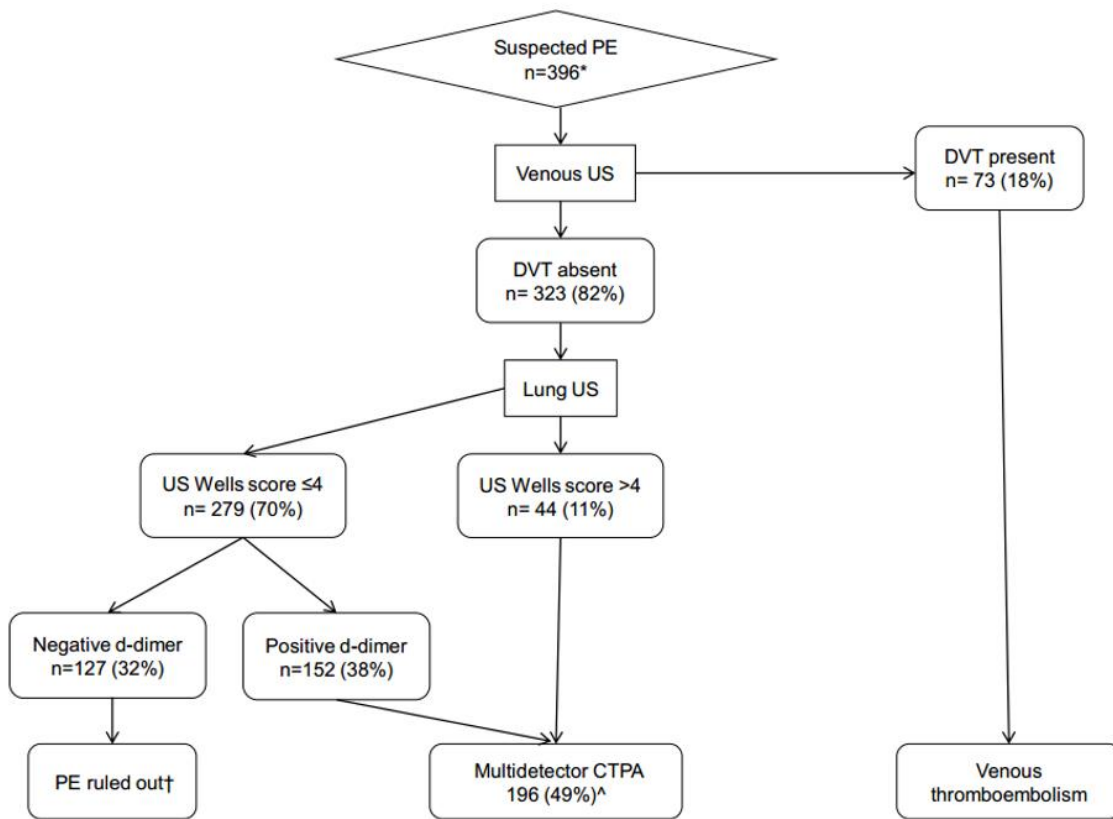 Suspected PE
n=396*
Venous US
DVT present
n= 73 (18%)
DVT absent
n= 323 (82%)
Lung US
US Wells score ≤4
n= 279 (70%)
US Wells score >4
n= 44 (11%)
Negative d-dimer
n=127 (32%)
Positive d-dimer
n=152 (38%)
PE ruled out†
Multidetector CTPA
196 (49%)^
Venous
thromboembolism